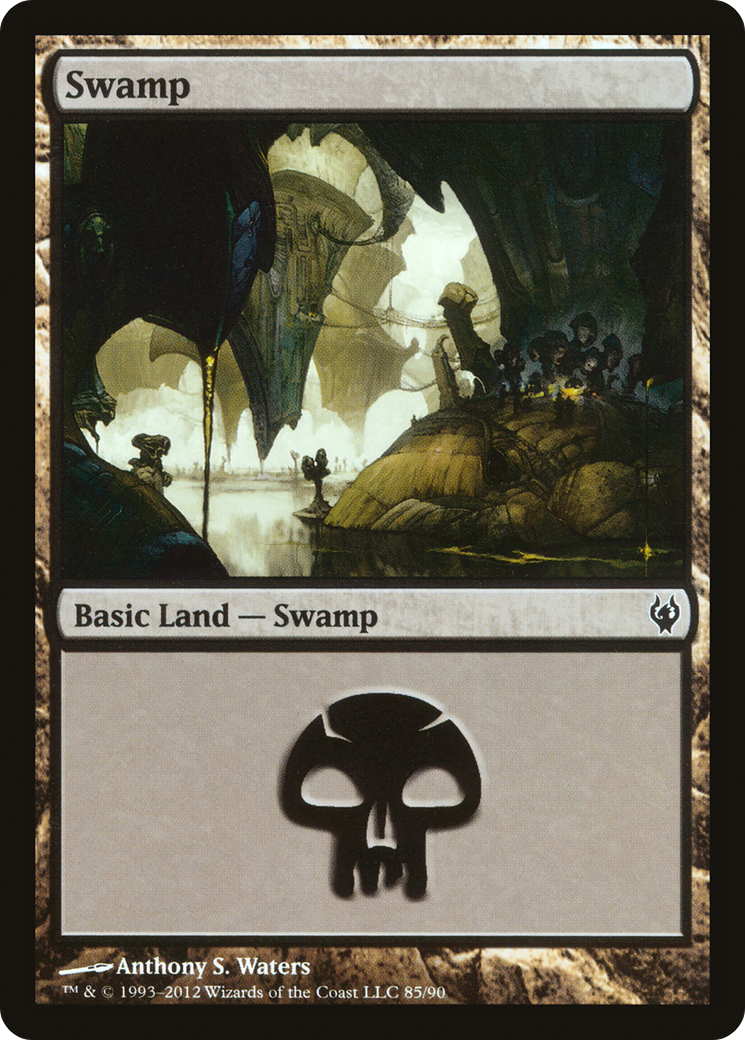 Swamp
Basic Land — Swamp
Anthony S. Waters
™ & © 1993–2012 Wizards of the Coast LLC 85/90